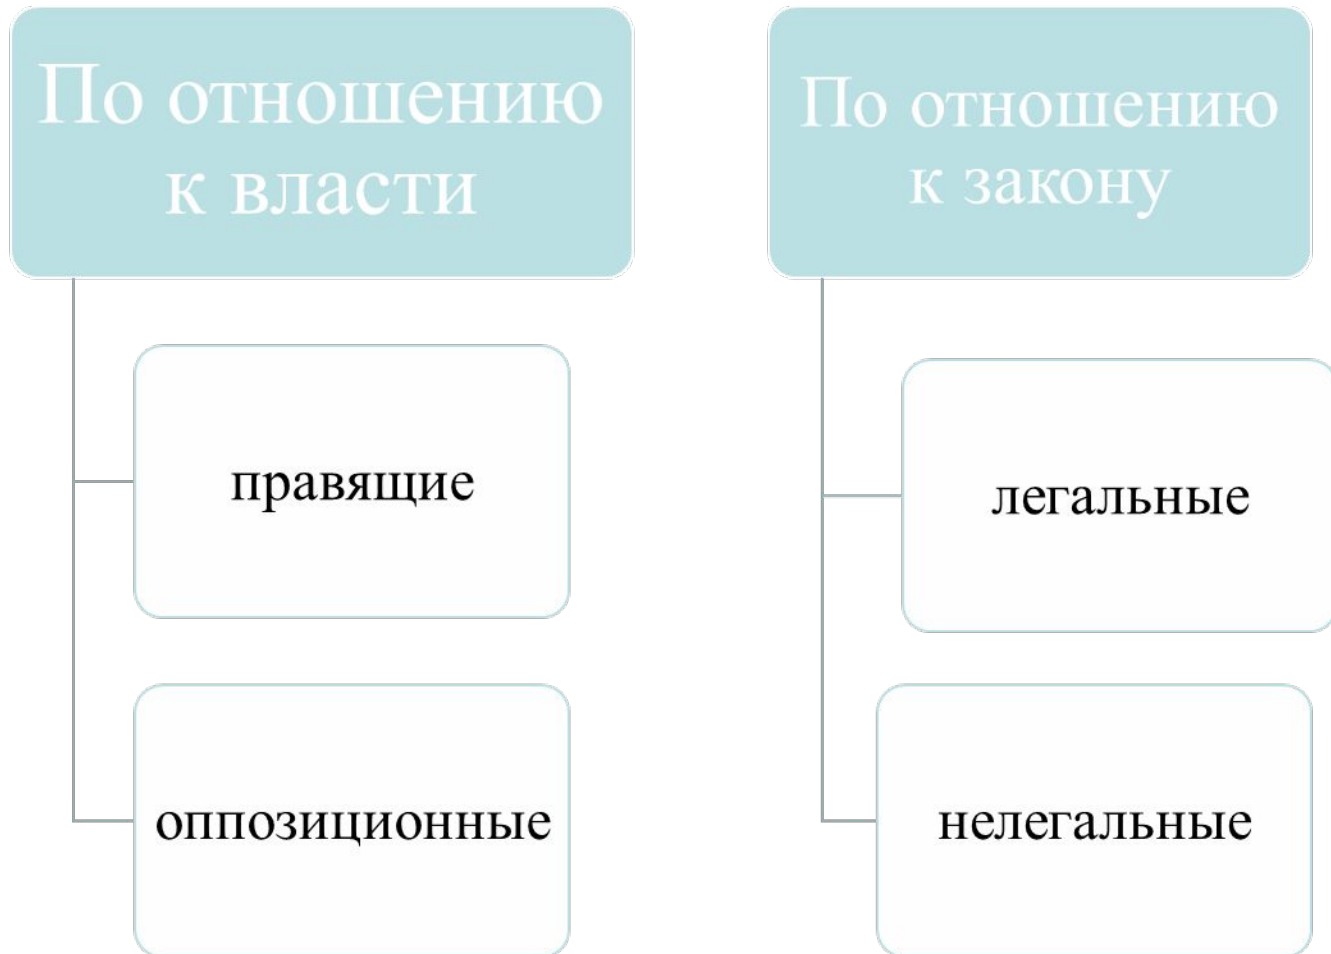 По отношению
к власти
правящие
оппозиционные
По отношению
к закону
легальные
нелегальные